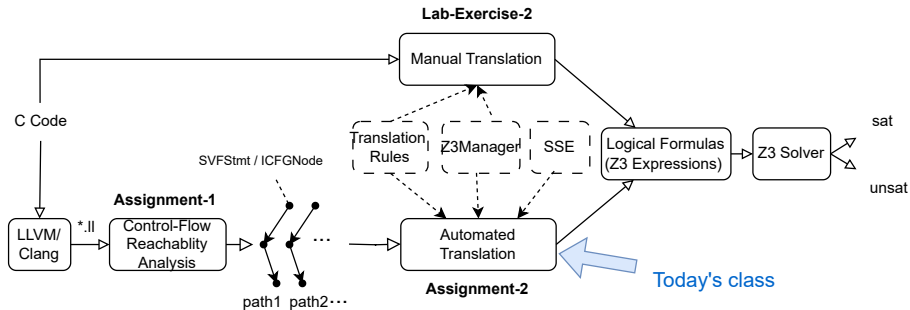 Lab-Exercise-2
Manual Translation
C Code
Translation
Rules
Z3Manager
SSE
Logical Formulas
(Z3 Expressions)
Z3 Solver
sat
unsat
SVFStmt / ICFGNode
Assignment-1
LLVM/
Clang
*.ll
Control-Flow
Reachablity
Analysis
...
path1
path2...
Automated
Translation
Assignment-2
Today's class